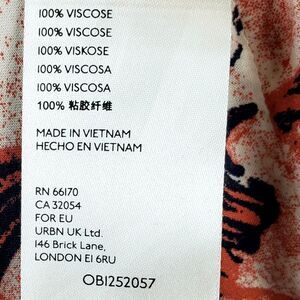 100% VISCOSE
100% VISCOSE
100% VISKOSE
100% VISCOSA
100% VISCOSA
100% 粘胶纤维
MADE IN VIETNAM
HECHO EN VIETNAM
RN 66170
CA 32054
FOR EU
URBN UK Ltd.
146 Brick Lane,
LONDON E1 6RU
OB1252057